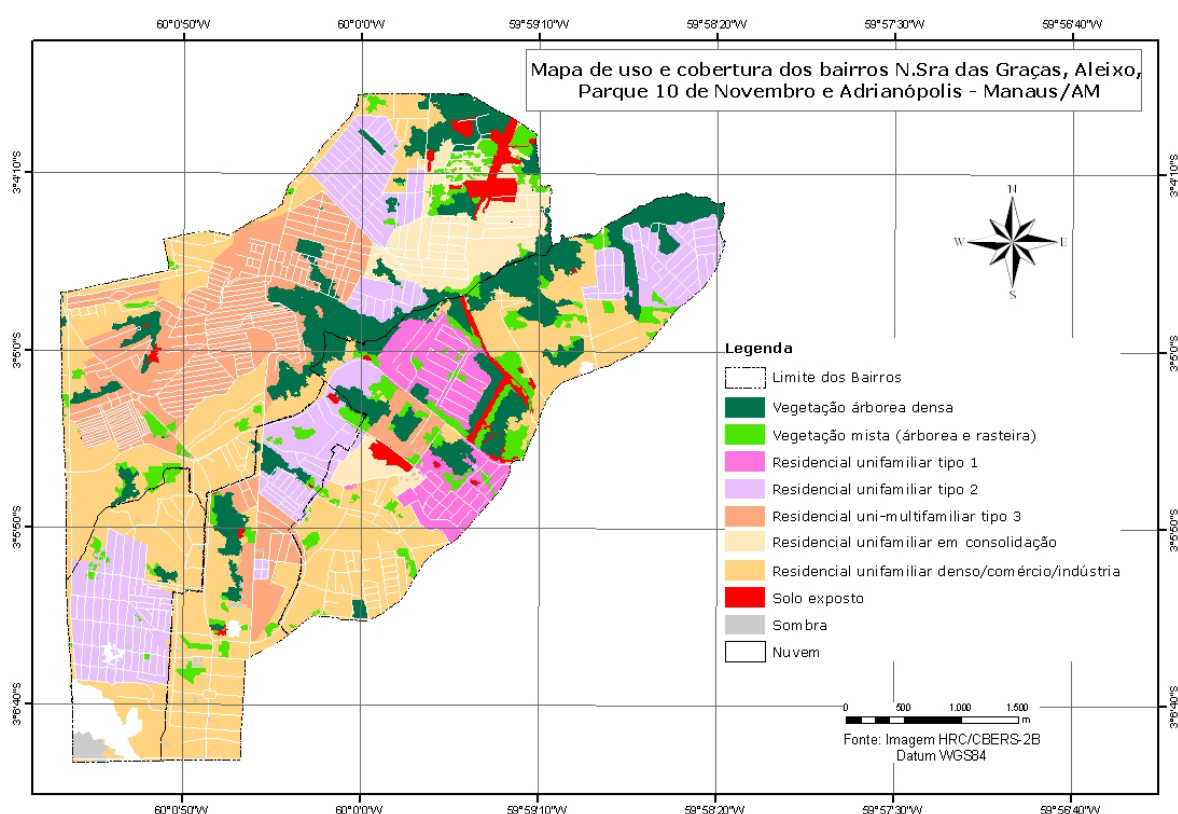 60°0'50"W 60°0'0"W 59°59'10"W 59°58'20"W 59°57'30"W 59°56'40"W
Mapa de uso e cobertura dos bairros N.Sra das Graças, Aleixo,
Parque 10 de Novembro e Adrianópolis - Manaus/AM
3°4'10"S 3°4'10"S
N
W E
S
3°5'0"S 3°5'0"S
Legenda
Limite dos Bairros
Vegetação árborea densa
Vegetação mista (árborea e rasteira)
Residencial unifamiliar tipo 1
Residencial unifamiliar tipo 2
Residencial uni-multifamiliar tipo 3
3°5'50"S 3°5'50"S
Residencial unifamiliar em consolidação
Residencial unifamiliar denso/comércio/indústria
Solo exposto
Sombra
Nuvem
3°6'40"S 3°6'40"S
0 500 1.000 1.500
m
Fonte: Imagem HRC/CBERS-2B
Datum WGS84
60°0'50"W 60°0'0"W 59°59'10"W 59°58'20"W 59°57'30"W 59°56'40"W